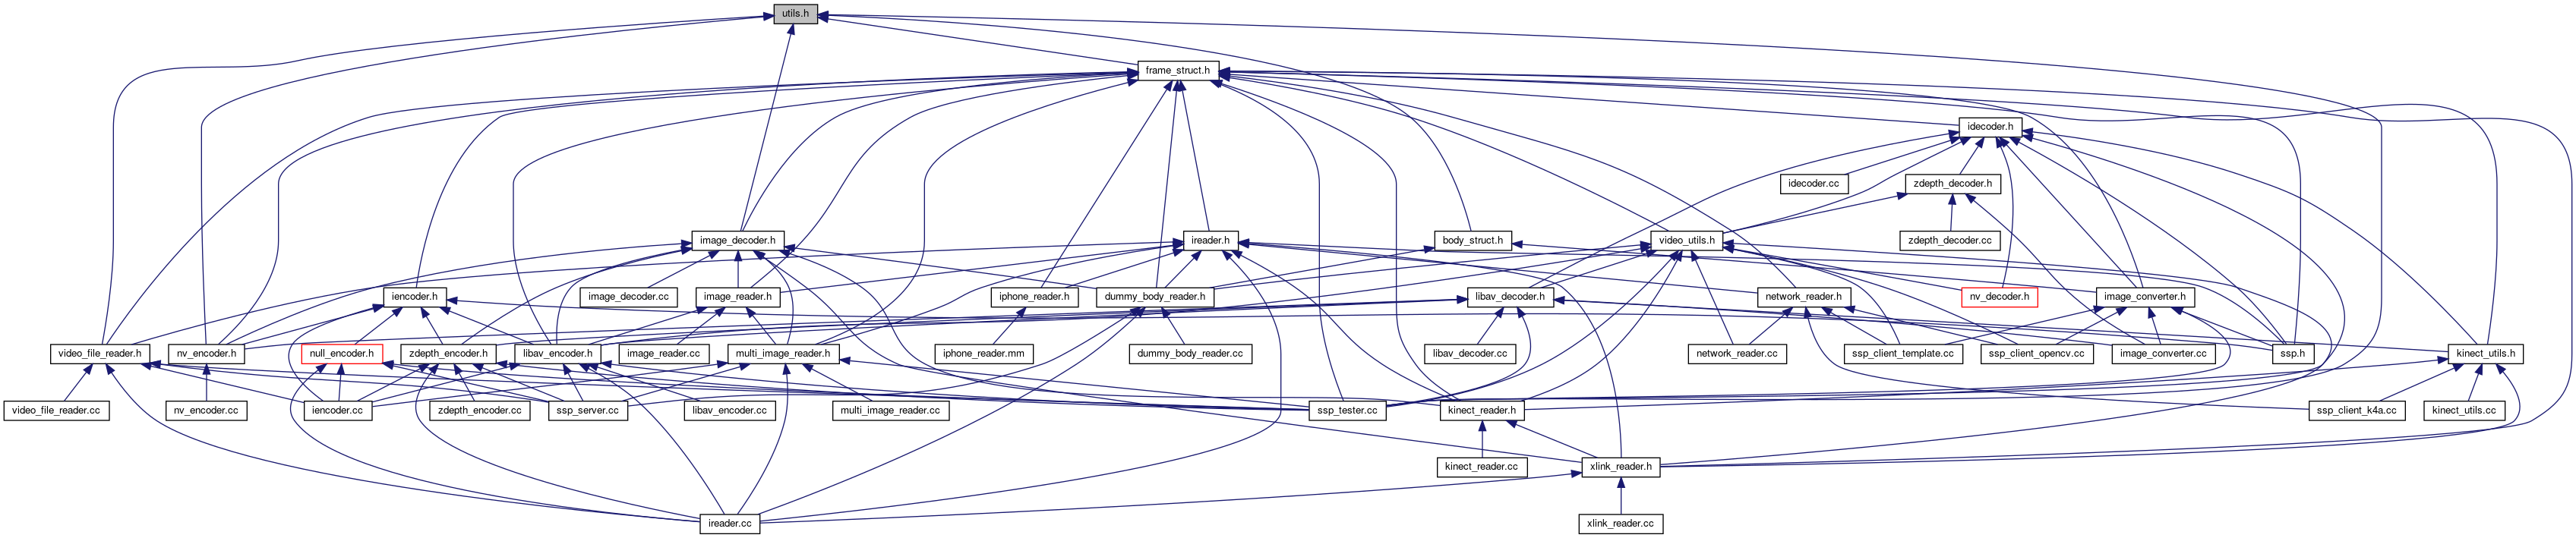 utils.h
frame_struct.h
idecoder.h
idecoder.cc
zdepth_decoder.h
image_decoder.h
ireader.h
body_struct.h
video_utils.h
zdepth_decoder.cc
iencoder.h
image_decoder.cc
image_reader.h
iphone_reader.h
dummy_body_reader.h
libav_decoder.h
network_reader.h
nv_decoder.h
image_converter.h
video_file_reader.h
nv_encoder.h
null_encoder.h
zdepth_encoder.h
libav_encoder.h
image_reader.cc
multi_image_reader.h
iphone_reader.mm
dummy_body_reader.cc
libav_decoder.cc
network_reader.cc
ssp_client_template.cc
ssp_client_opencv.cc
image_converter.cc
ssp.h
kinect_utils.h
video_file_reader.cc
nv_encoder.cc
iencoder.cc
zdepth_encoder.cc
ssp_server.cc
libav_encoder.cc
multi_image_reader.cc
ssp_tester.cc
kinect_reader.h
ssp_client_k4a.cc
kinect_utils.cc
kinect_reader.cc
xlink_reader.h
ireader.cc
xlink_reader.cc